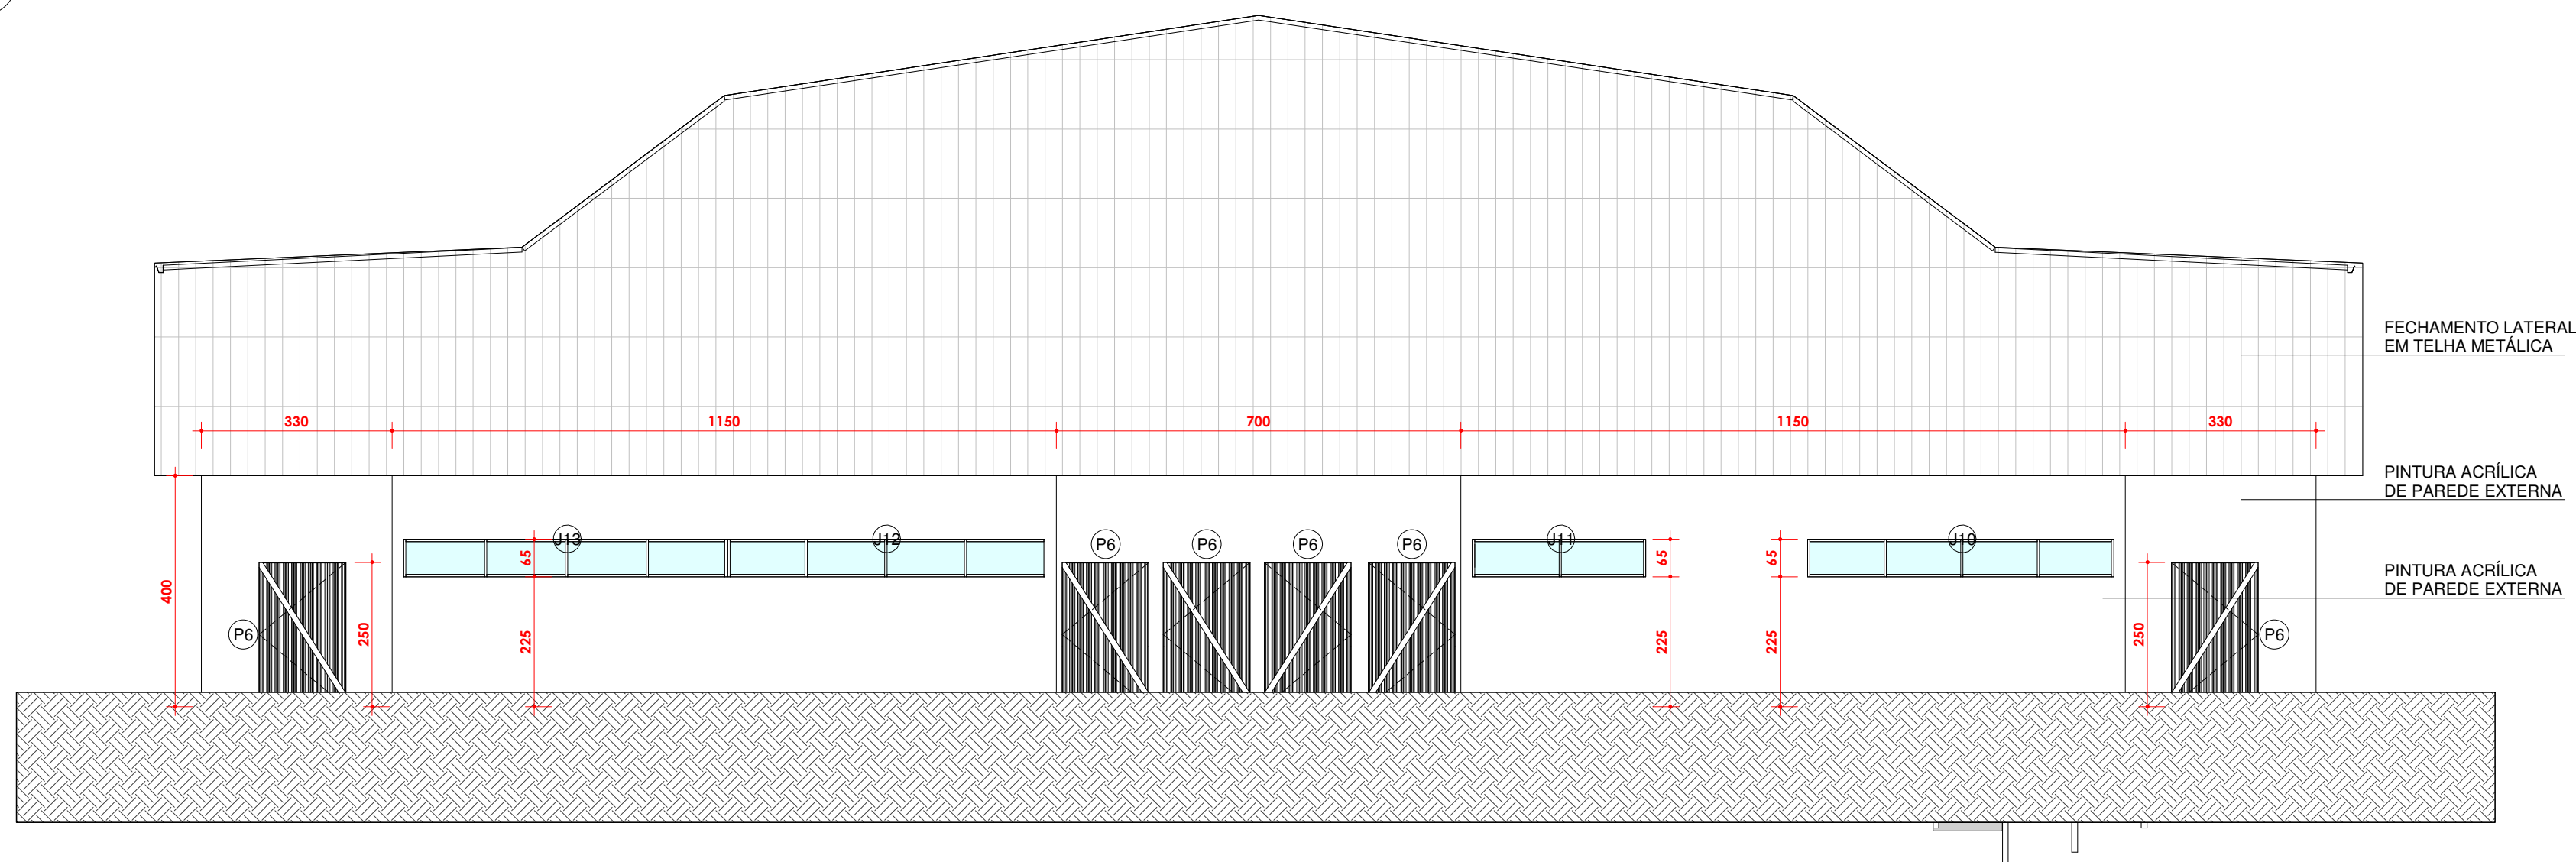 FECHAMENTO LATERAL
EM TELHA METÁLICA
330 1150 700 1150 330
PINTURA ACRÍLICA
DE PAREDE EXTERNA
J13 J12 P6 P6 P6 P6 J11 J10
65 65 65
PINTURA ACRÍLICA
DE PAREDE EXTERNA
400 250 225 225 225 250
P6 P6